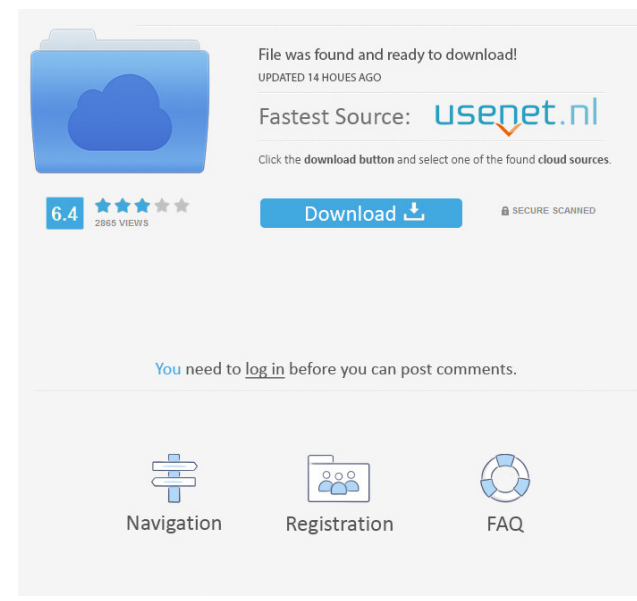 File was found and ready to download!
UPDATED 14 HOUES AGO
Fastest Source: usenet.nl
Click the download button and select one of the found cloud sources.
6.4
2865 VIEWS
Download
SECURE SCANNED
You need to log in before you can post comments.
Navigation
Registration
FAQ